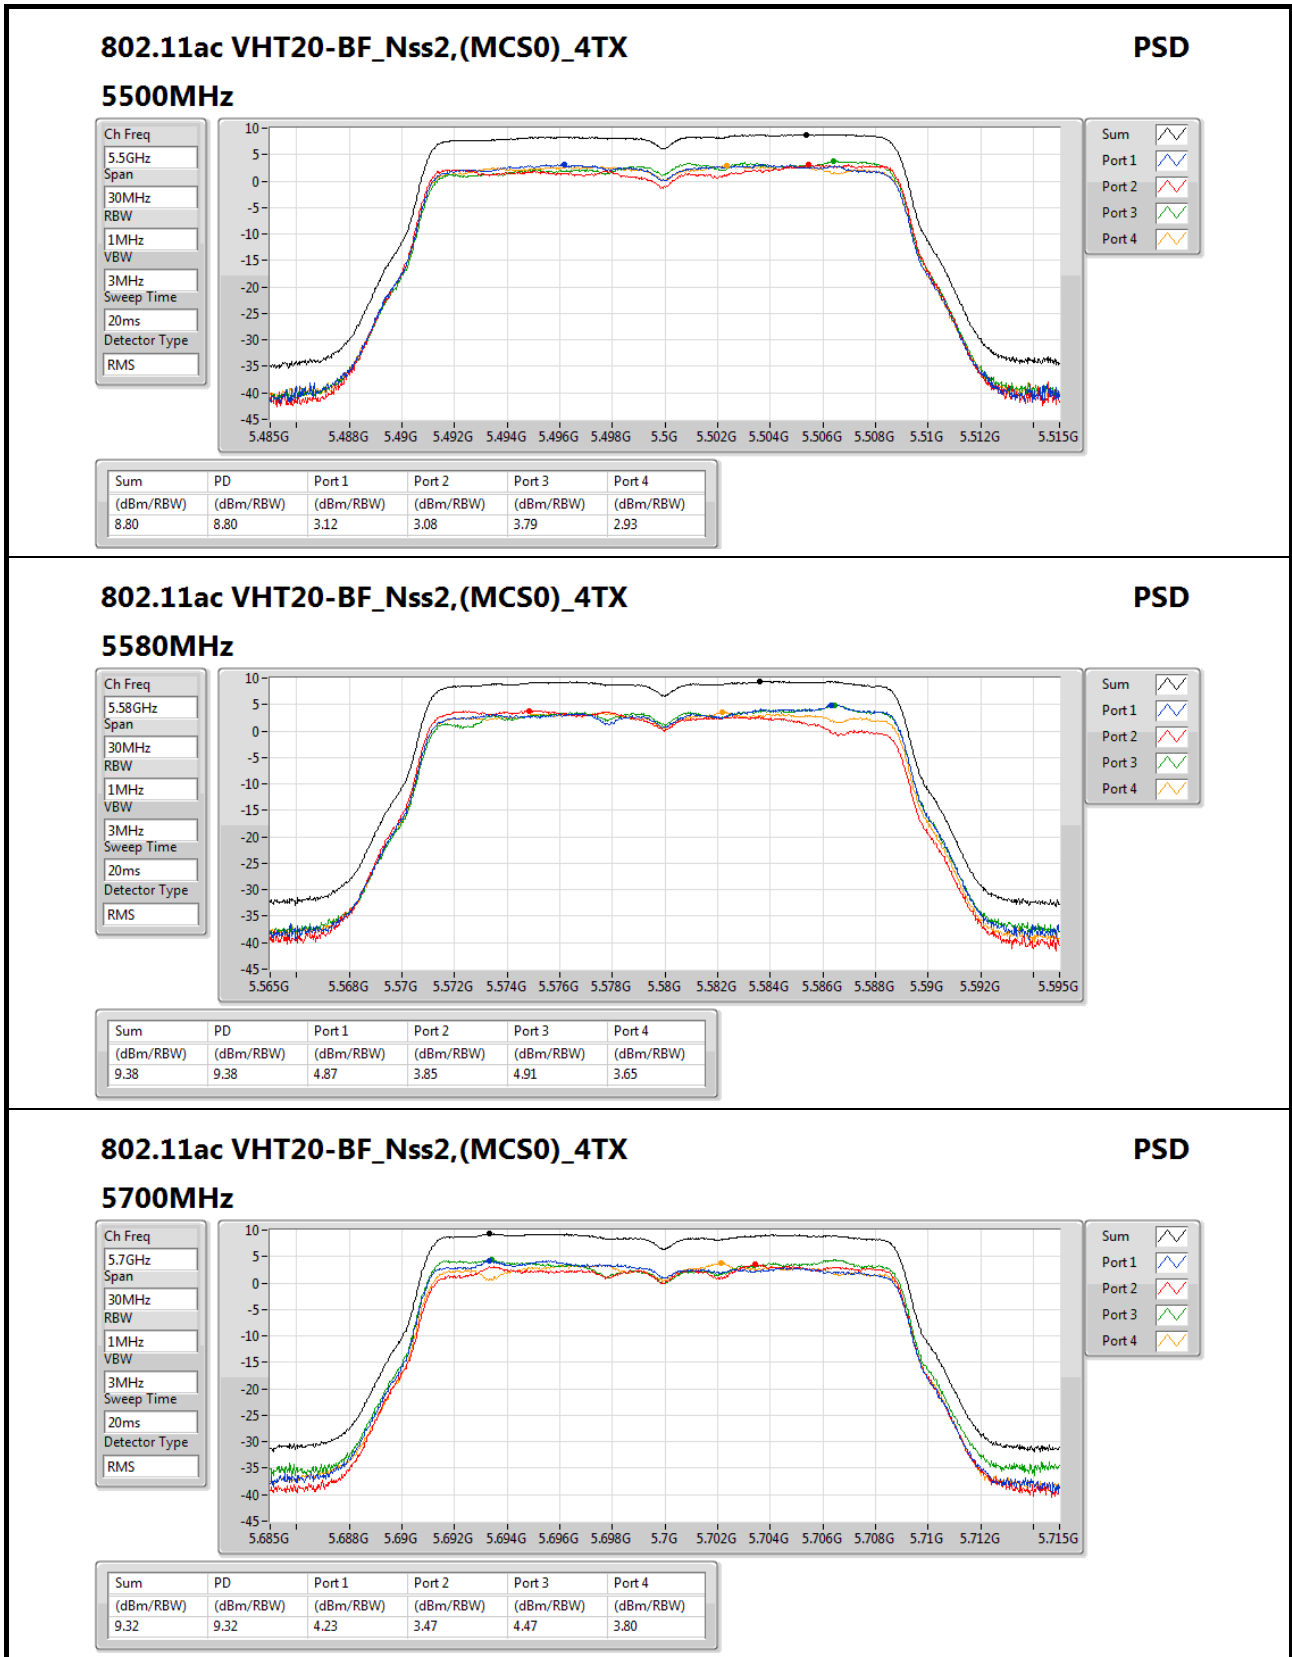 802.11ac VHT20-BF_Nss2,(MCS0)_4TX PSD
5500MHz
Ch Freq
5.5GHz
Span
30MHz
RBW
1MHz
VBW
3MHz
Sweep Time
20ms
Detector Type
RMS
10
5
0
-5
-10
-15
-20
-25
-30
-35
-40
-45
5.485G 5.488G 5.49G 5.492G 5.494G 5.496G 5.498G 5.5G 5.502G 5.504G 5.506G 5.508G 5.51G 5.512G 5.515G
Sum
Port 1
Port 2
Port 3
Port 4
Sum PD Port 1 Port 2 Port 3 Port 4
(dBm/RBW) (dBm/RBW) (dBm/RBW) (dBm/RBW) (dBm/RBW) (dBm/RBW)
8.80 8.80 3.12 3.08 3.79 2.93
802.11ac VHT20-BF_Nss2,(MCS0)_4TX PSD
5580MHz
Ch Freq
5.58GHz
Span
30MHz
RBW
1MHz
VBW
3MHz
Sweep Time
20ms
Detector Type
RMS
10
5
0
-5
-10
-15
-20
-25
-30
-35
-40
-45
5.565G 5.568G 5.57G 5.572G 5.574G 5.576G 5.578G 5.58G 5.582G 5.584G 5.586G 5.588G 5.59G 5.592G 5.595G
Sum
Port 1
Port 2
Port 3
Port 4
Sum PD Port 1 Port 2 Port 3 Port 4
(dBm/RBW) (dBm/RBW) (dBm/RBW) (dBm/RBW) (dBm/RBW) (dBm/RBW)
9.38 9.38 4.87 3.85 4.91 3.65
802.11ac VHT20-BF_Nss2,(MCS0)_4TX PSD
5700MHz
Ch Freq
5.7GHz
Span
30MHz
RBW
1MHz
VBW
3MHz
Sweep Time
20ms
Detector Type
RMS
10
5
0
-5
-10
-15
-20
-25
-30
-35
-40
-45
5.685G 5.688G 5.69G 5.692G 5.694G 5.696G 5.698G 5.7G 5.702G 5.704G 5.706G 5.708G 5.71G 5.712G 5.715G
Sum
Port 1
Port 2
Port 3
Port 4
Sum PD Port 1 Port 2 Port 3 Port 4
(dBm/RBW) (dBm/RBW) (dBm/RBW) (dBm/RBW) (dBm/RBW) (dBm/RBW)
9.32 9.32 4.23 3.47 4.47 3.80